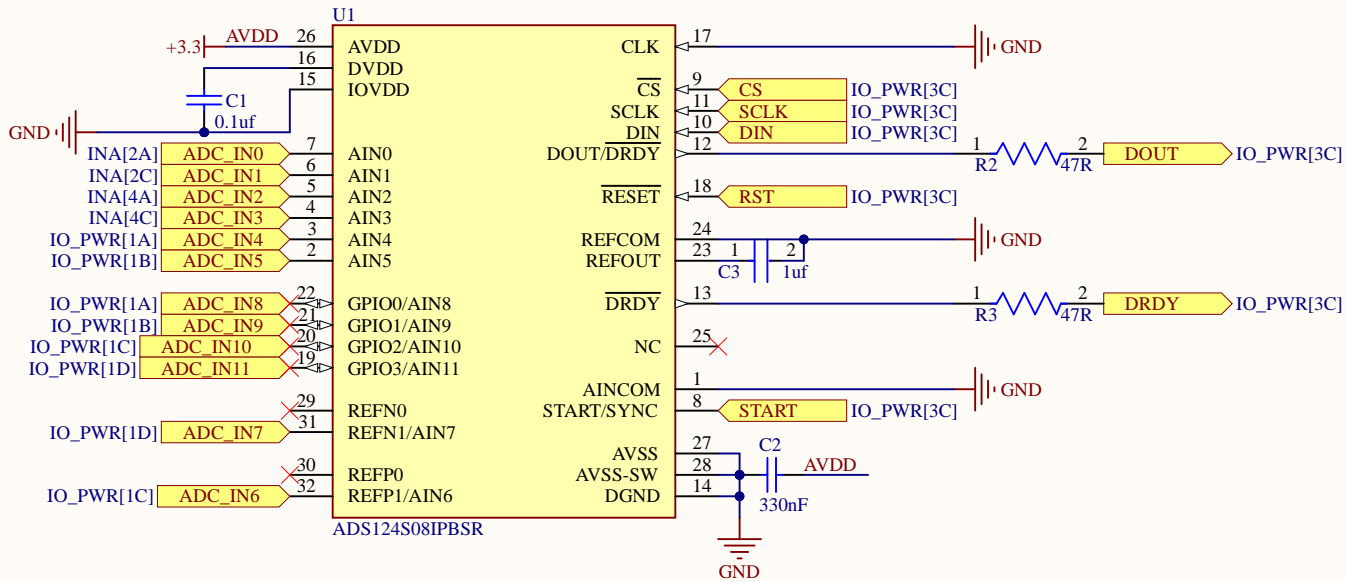 U1
+3.3 AVDD 26 AVDD CLK 17 GND
16 DVDD
15 IOVDD CS 9 CS IO_PWR[3C]
C1 SCLK 11 SCLK IO_PWR[3C]
GND 0.1uf DIN 10 DIN IO_PWR[3C]
INA[2A] ADC_IN0 7 AIN0 DOUT/DRDY 12 1 R2 47R 2 DOUT IO_PWR[3C]
INA[2C] ADC_IN1 6 AIN1
INA[4A] ADC_IN2 5 AIN2 RESET 18 RST IO_PWR[3C]
INA[4C] ADC_IN3 4 AIN3
IO_PWR[1A] ADC_IN4 3 AIN4 REFCOM 24 GND
IO_PWR[1B] ADC_IN5 2 AIN5 REFOUT 23 1 C3 2 1uf
IO_PWR[1A] ADC_IN8 22 GPIO0/AIN8 DRDY 13 1 R3 47R 2 DRDY IO_PWR[3C]
IO_PWR[1B] ADC_IN9 21 GPIO1/AIN9
IO_PWR[1C] ADC_IN10 20 GPIO2/AIN10 NC 25
IO_PWR[1D] ADC_IN11 19 GPIO3/AIN11
AINCOM 1 GND
29 REFN0 START/SYNC 8 START IO_PWR[3C]
IO_PWR[1D] ADC_IN7 31 REFN1/AIN7
AVSS 27 C2
30 REFP0 AVSS-SW 28 AVDD
IO_PWR[1C] ADC_IN6 32 REFP1/AIN6 DGND 14 330nF
ADS124S08IPBSR
GND